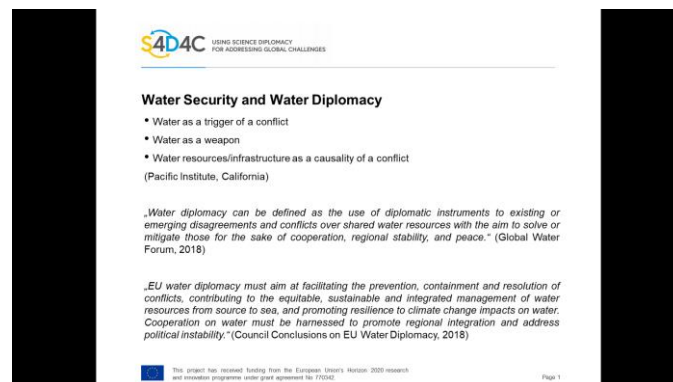 S4D4C USING SCIENCE DIPLOMACY
FOR ADDRESSING GLOBAL CHALLENGES
Water Security and Water Diplomacy
• Water as a trigger of a conflict
• Water as a weapon
• Water resources/infrastructure as a causality of a conflict
(Pacific Institute, California)
„Water diplomacy can be defined as the use of diplomatic instruments to existing or
emerging disagreements and conflicts over shared water resources with the aim to solve or
mitigate those for the sake of cooperation, regional stability, and peace.“ (Global Water
Forum, 2018)
„EU water diplomacy must aim at facilitating the prevention, containment and resolution of
conflicts, contributing to the equitable, sustainable and integrated management of water
resources from source to sea, and promoting resilience to climate change impacts on water.
Cooperation on water must be harnessed to promote regional integration and address
political instability.“ (Council Conclusions on EU Water Diplomacy, 2018)
This project has received funding from the European Union's Horizon 2020 research
and innovation programme under grant agreement No 770342.
Page 1